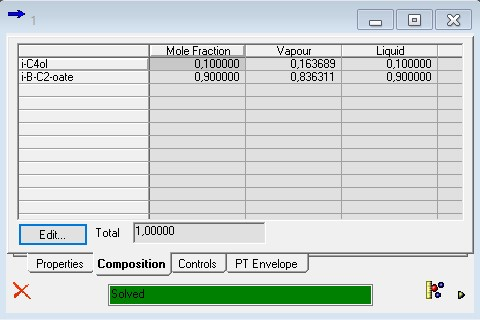 1
Mole Fraction Vapour Liquid
i-C4ol 0,100000 0,163689 0,100000
i-B-C2-oate 0,900000 0,836311 0,900000
Edit... Total 1,00000
Properties Composition Controls PT Envelope
Solved